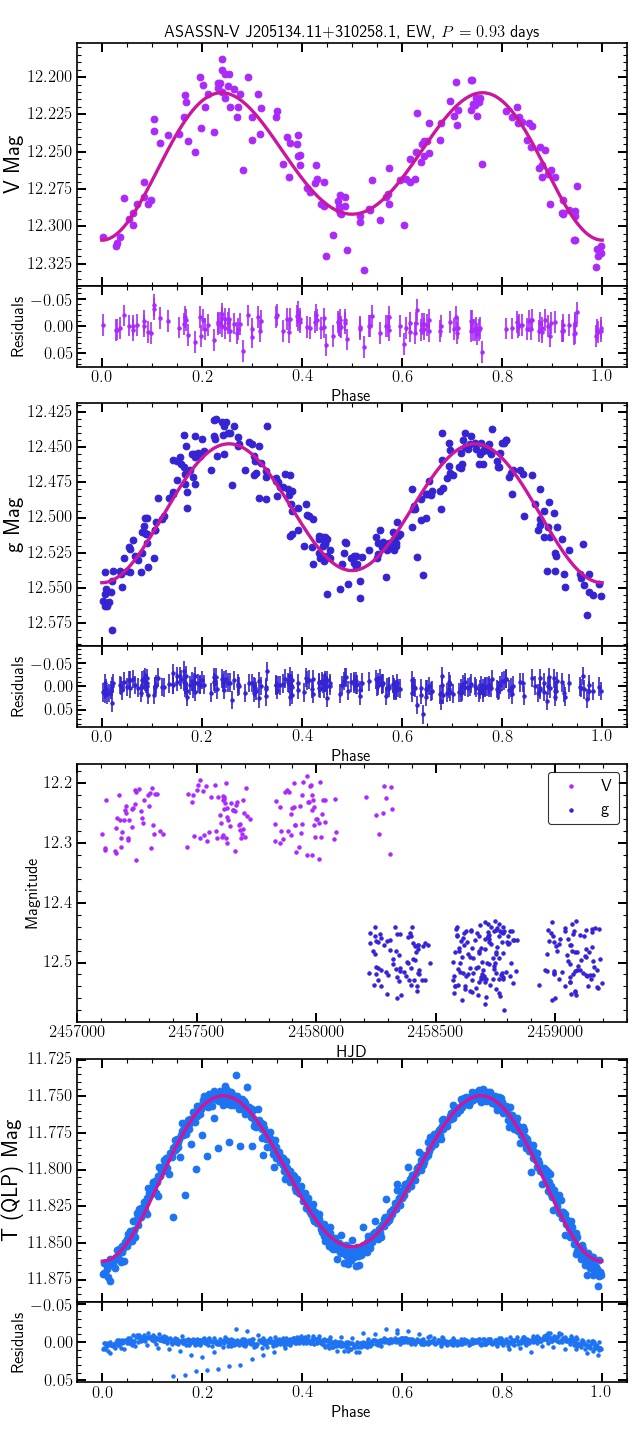 ASASSN-V J205134.11+310258.1, EW, P = 0.93 days
12.200
12.225
12.250
12.275
12.300
12.325
V Mag
−0.05
0.00
0.05
Residuals
0.0 0.2 0.4 0.6 0.8 1.0
Phase
12.425
12.450
12.475
12.500
12.525
12.550
12.575
g Mag
−0.05
0.00
0.05
Residuals
0.0 0.2 0.4 0.6 0.8 1.0
Phase
12.2
12.3
12.4
12.5
Magnitude
V
g
2457000 2457500 2458000 2458500 2459000
HJD
11.725
11.750
11.775
11.800
11.825
11.850
11.875
T (QLP) Mag
−0.05
0.00
0.05
Residuals
0.0 0.2 0.4 0.6 0.8 1.0
Phase